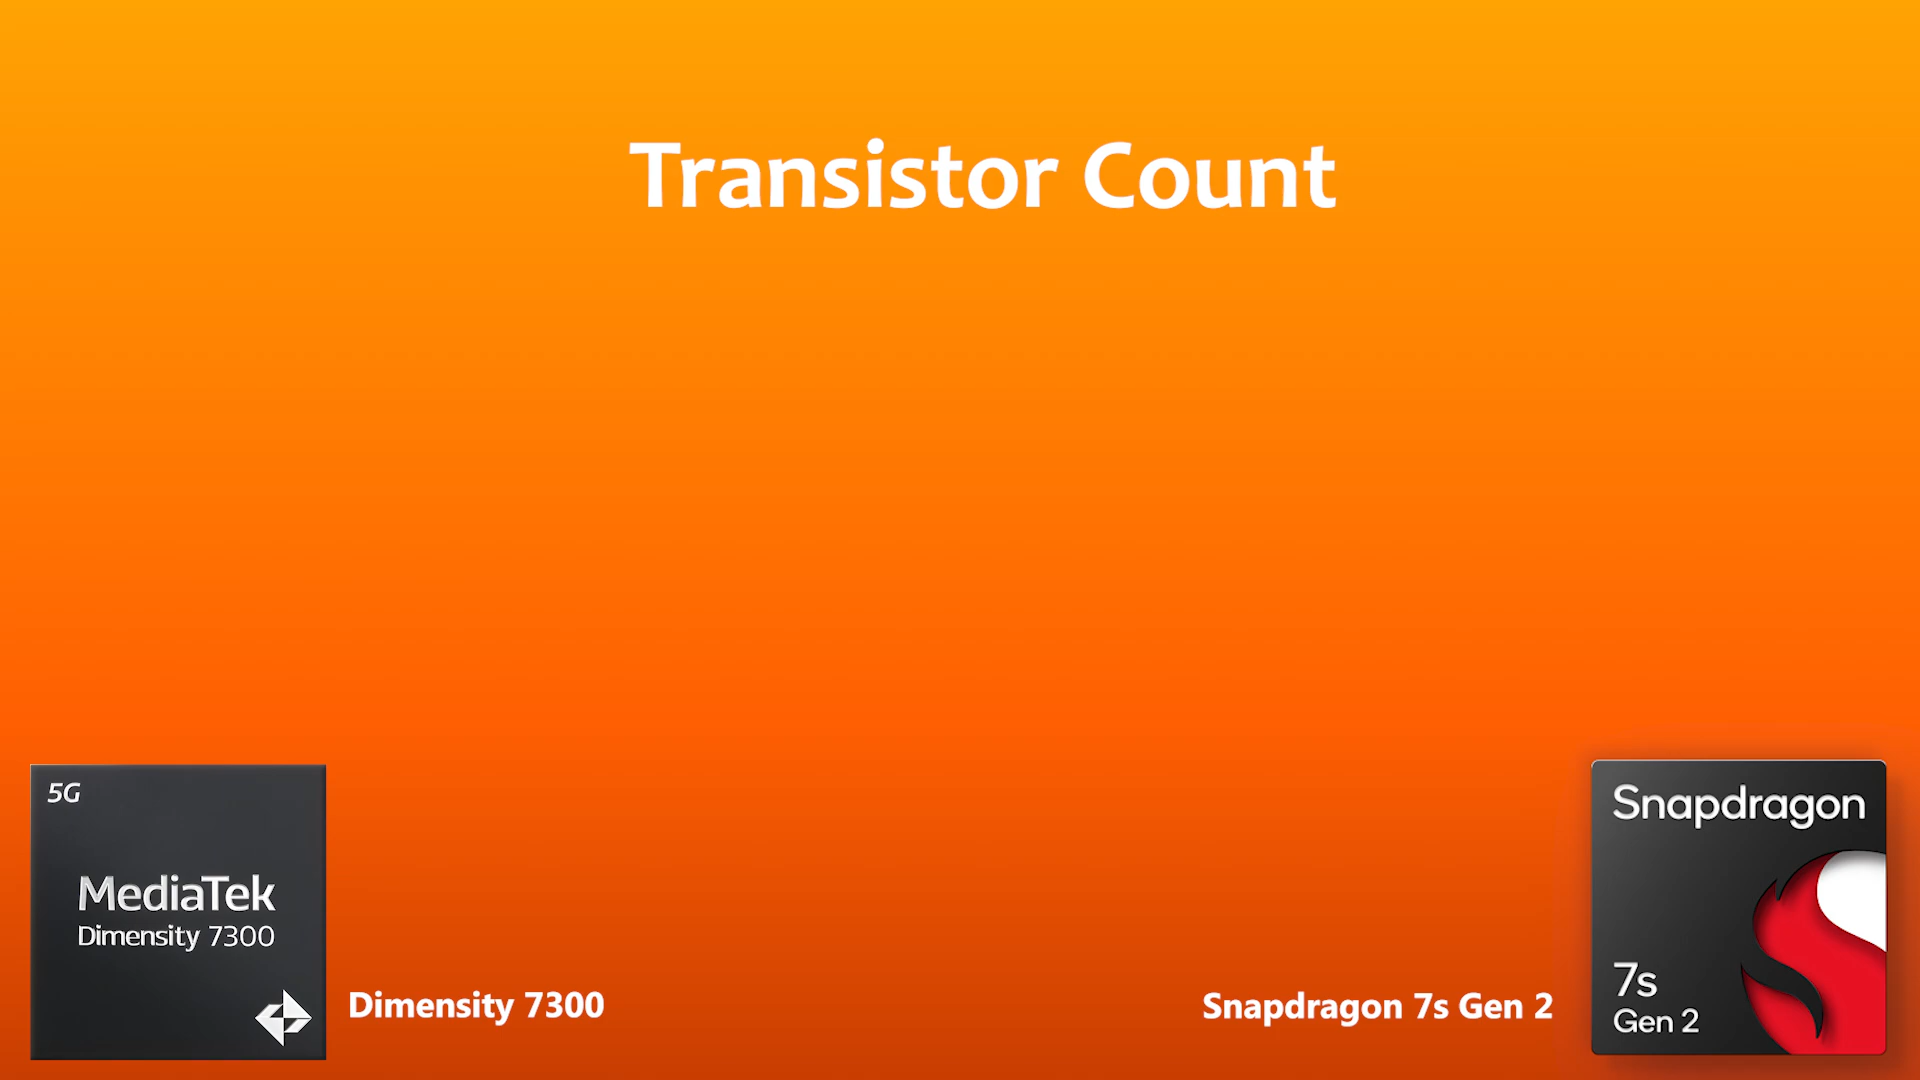 Transistor Count
5G
MediaTek
Dimensity 7300
Dimensity 7300
Snapdragon 7s Gen 2
Snapdragon
7s
Gen 2